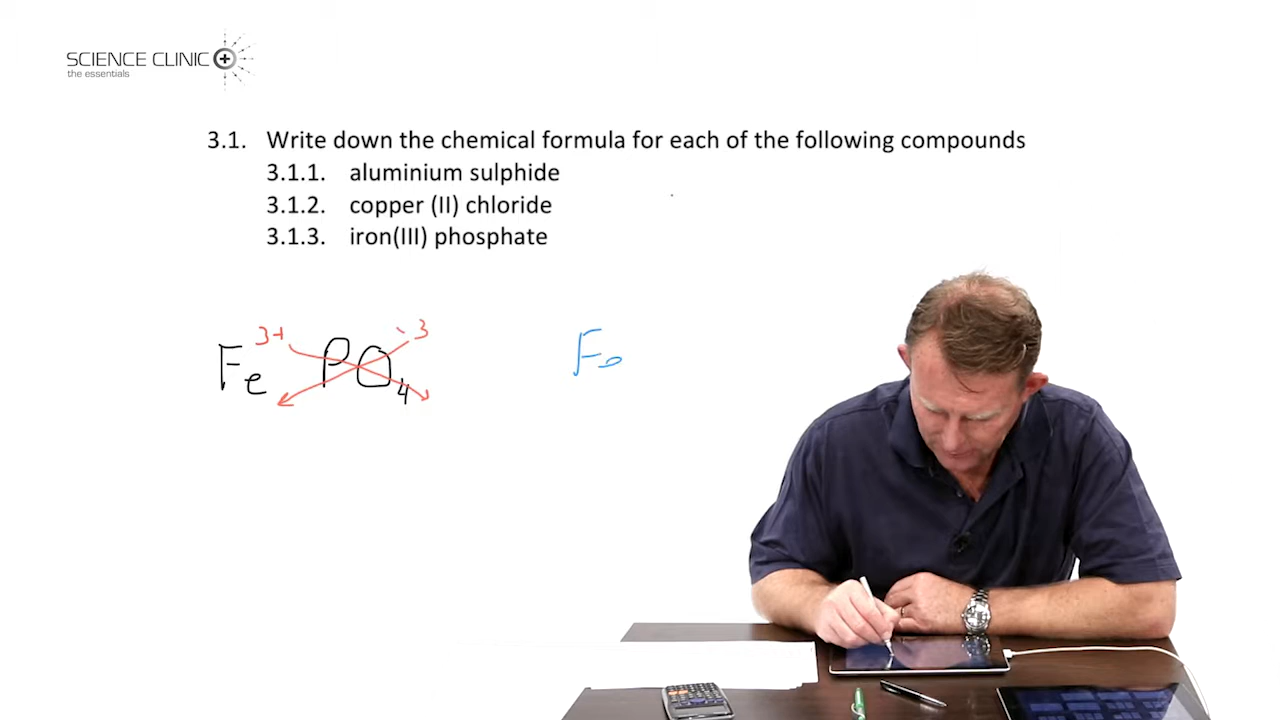 SCIENCE CLINIC
the essentials
3.1. Write down the chemical formula for each of the following compounds
3.1.1. aluminium sulphide
3.1.2. copper (II) chloride
3.1.3. iron(III) phosphate
Fe 3+ PO4 -3
Fe